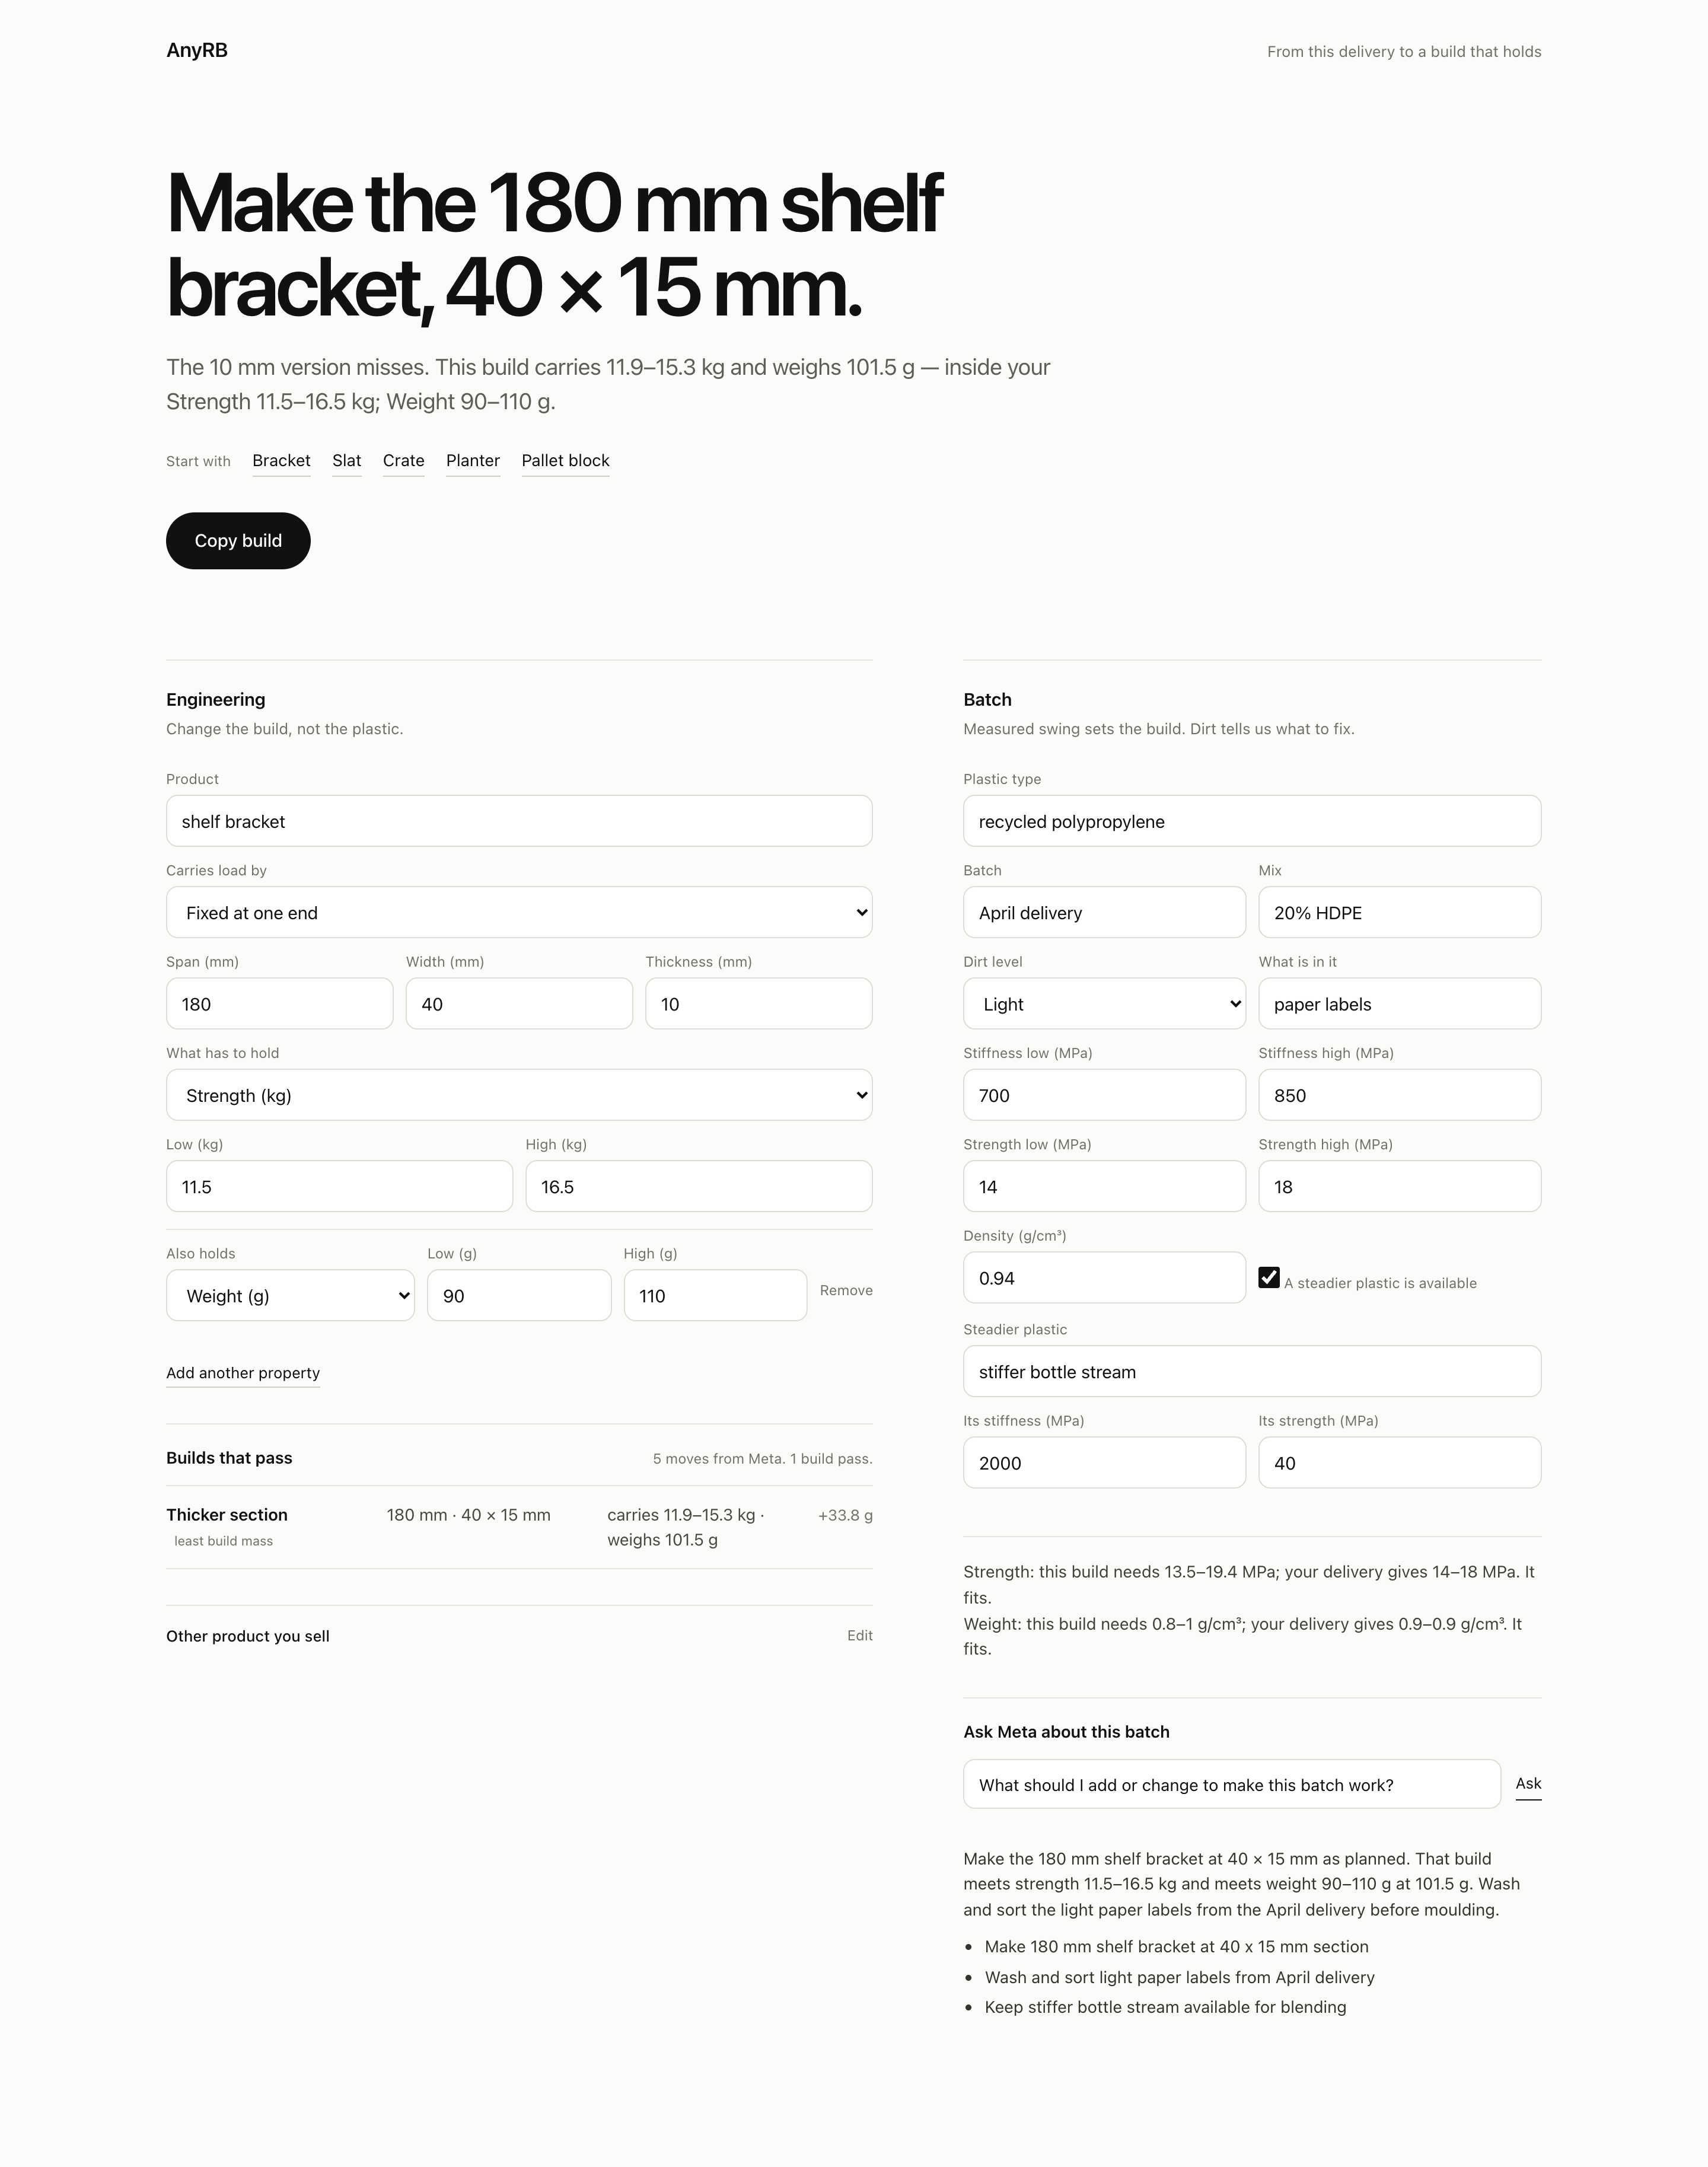 AnyRB
From this delivery to a build that holds
Make the 180 mm shelf
bracket, 40 × 15 mm.
The 10 mm version misses. This build carries 11.9–15.3 kg and weighs 101.5 g — inside your
Strength 11.5–16.5 kg; Weight 90–110 g.
Start with Bracket Slat Crate Planter Pallet block
Copy build
Engineering
Change the build, not the plastic.
Product
shelf bracket
Carries load by
Fixed at one end
Span (mm) Width (mm) Thickness (mm)
180 40 10
What has to hold
Strength (kg)
Low (kg) High (kg)
11.5 16.5
Also holds Low (g) High (g)
Weight (g) 90 110 Remove
Add another property
Builds that pass 5 moves from Meta. 1 build pass.
Thicker section 180 mm · 40 × 15 mm carries 11.9–15.3 kg · +33.8 g
least build mass weighs 101.5 g
Other product you sell Edit
Batch
Measured swing sets the build. Dirt tells us what to fix.
Plastic type
recycled polypropylene
Batch Mix
April delivery 20% HDPE
Dirt level What is in it
Light paper labels
Stiffness low (MPa) Stiffness high (MPa)
700 850
Strength low (MPa) Strength high (MPa)
14 18
Density (g/cm³)
0.94 A steadier plastic is available
Steadier plastic
stiffer bottle stream
Its stiffness (MPa) Its strength (MPa)
2000 40
Strength: this build needs 13.5–19.4 MPa; your delivery gives 14–18 MPa. It
fits.
Weight: this build needs 0.8–1 g/cm³; your delivery gives 0.9–0.9 g/cm³. It
fits.
Ask Meta about this batch
What should I add or change to make this batch work? Ask
Make the 180 mm shelf bracket at 40 × 15 mm as planned. That build
meets strength 11.5–16.5 kg and meets weight 90–110 g at 101.5 g. Wash
and sort the light paper labels from the April delivery before moulding.
• Make 180 mm shelf bracket at 40 x 15 mm section
• Wash and sort light paper labels from April delivery
• Keep stiffer bottle stream available for blending